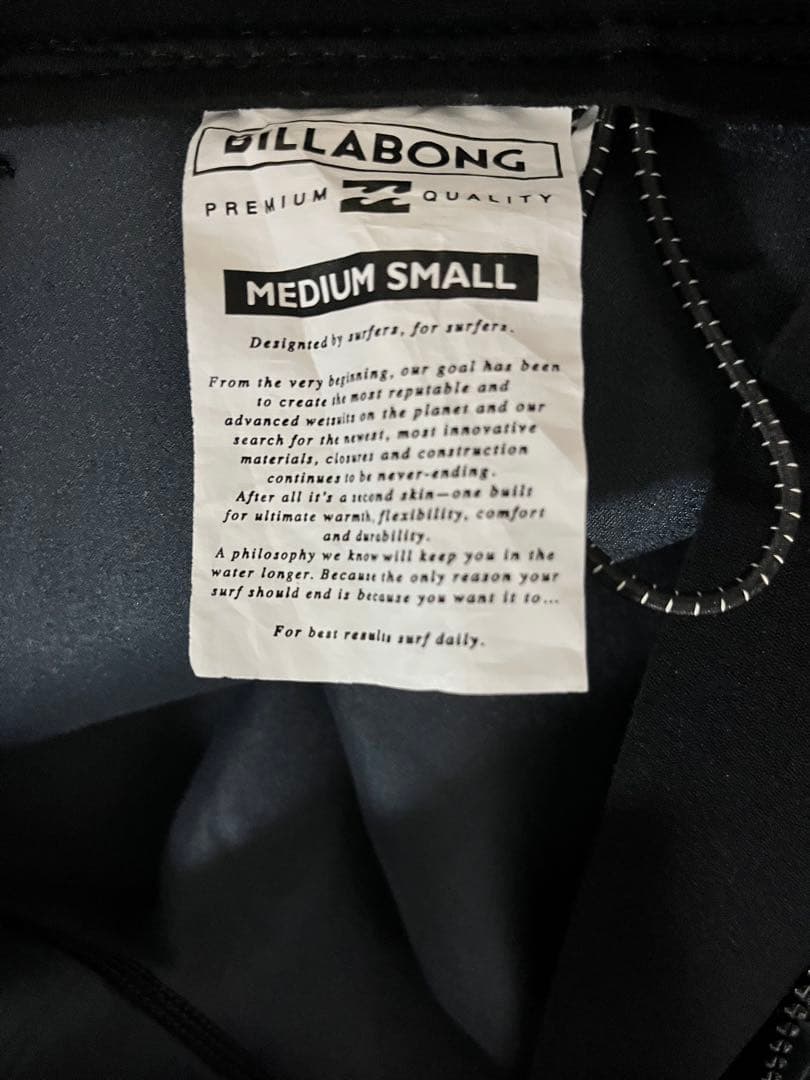 BILLABONG
PREMIUM QUALITY
MEDIUM SMALL
Designted by surfers, for surfers.
From the very beginning, our goal has been
to create the most reputable and
advanced wetsuits on the planet and our
search for the newest, most innovative
materials, closures and construction
continues to be never-ending.
After all it's a second skin—one built
for ultimate warmth, flexibility, comfort
and durability.
A philosophy we know will keep you in the
water longer. Because the only reason your
surf should end is because you want it to...
For best results surf daily.